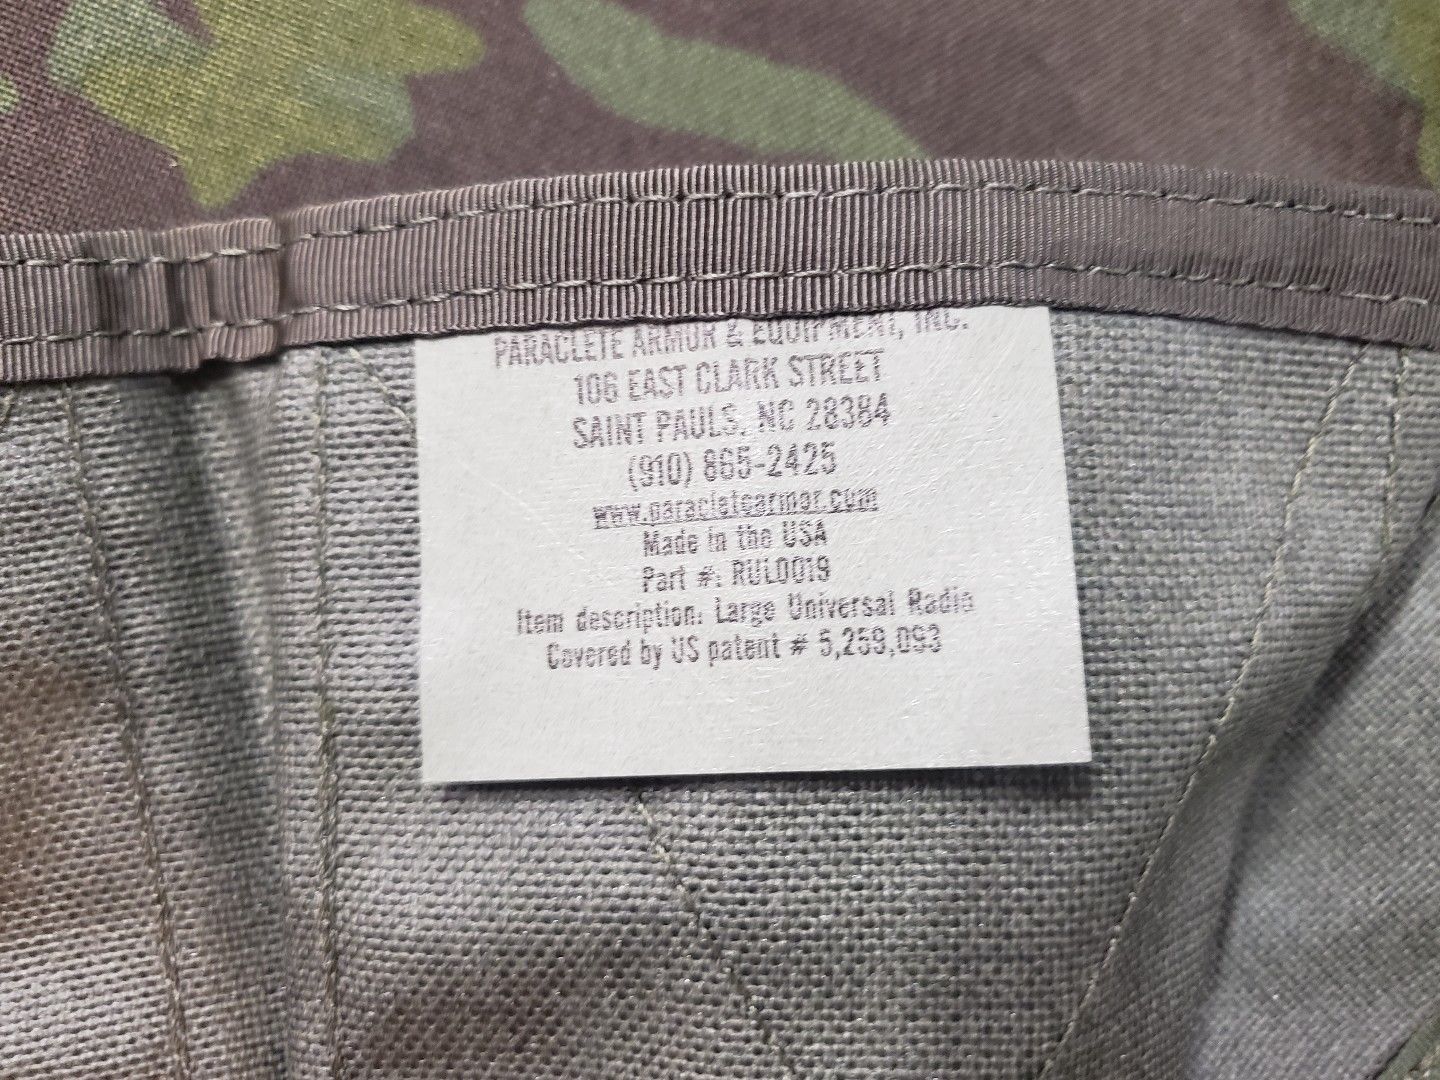 PARACLETE ARMOR & EQUIPMENT, INC.
106 EAST CLARK STREET
SAINT PAULS, NC 28384
(910) 865-2425
www.paracletearmor.com
Made in the USA
Part #: RUL0019
Item description: Large Universal Radio
Covered by US patent # 5,259,093